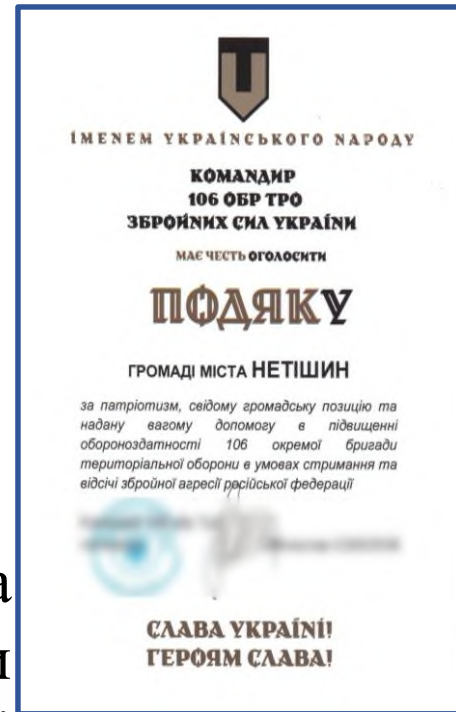 ІМЕНЕМ УКРАЇНСЬКОГО НАРОДУ
КОМАНДИР
106 ОБР ТРО
ЗБРОЙНИХ СИЛ УКРАЇНИ
МАЄ ЧЕСТЬ ОГОЛОСИТИ
ПОДЯКУ
ГРОМАДІ МІСТА НЕТІШИН
за патріотизм, свідому громадську позицію та
надану вагому допомогу в підвищенні
обороноздатності 106 окремої бригади
територіальної оборони в умовах стримання та
відсічі збройної агресії російської федерації
а
и
СЛАВА УКРАЇНІ!
ГЕРОЯМ СЛАВА!